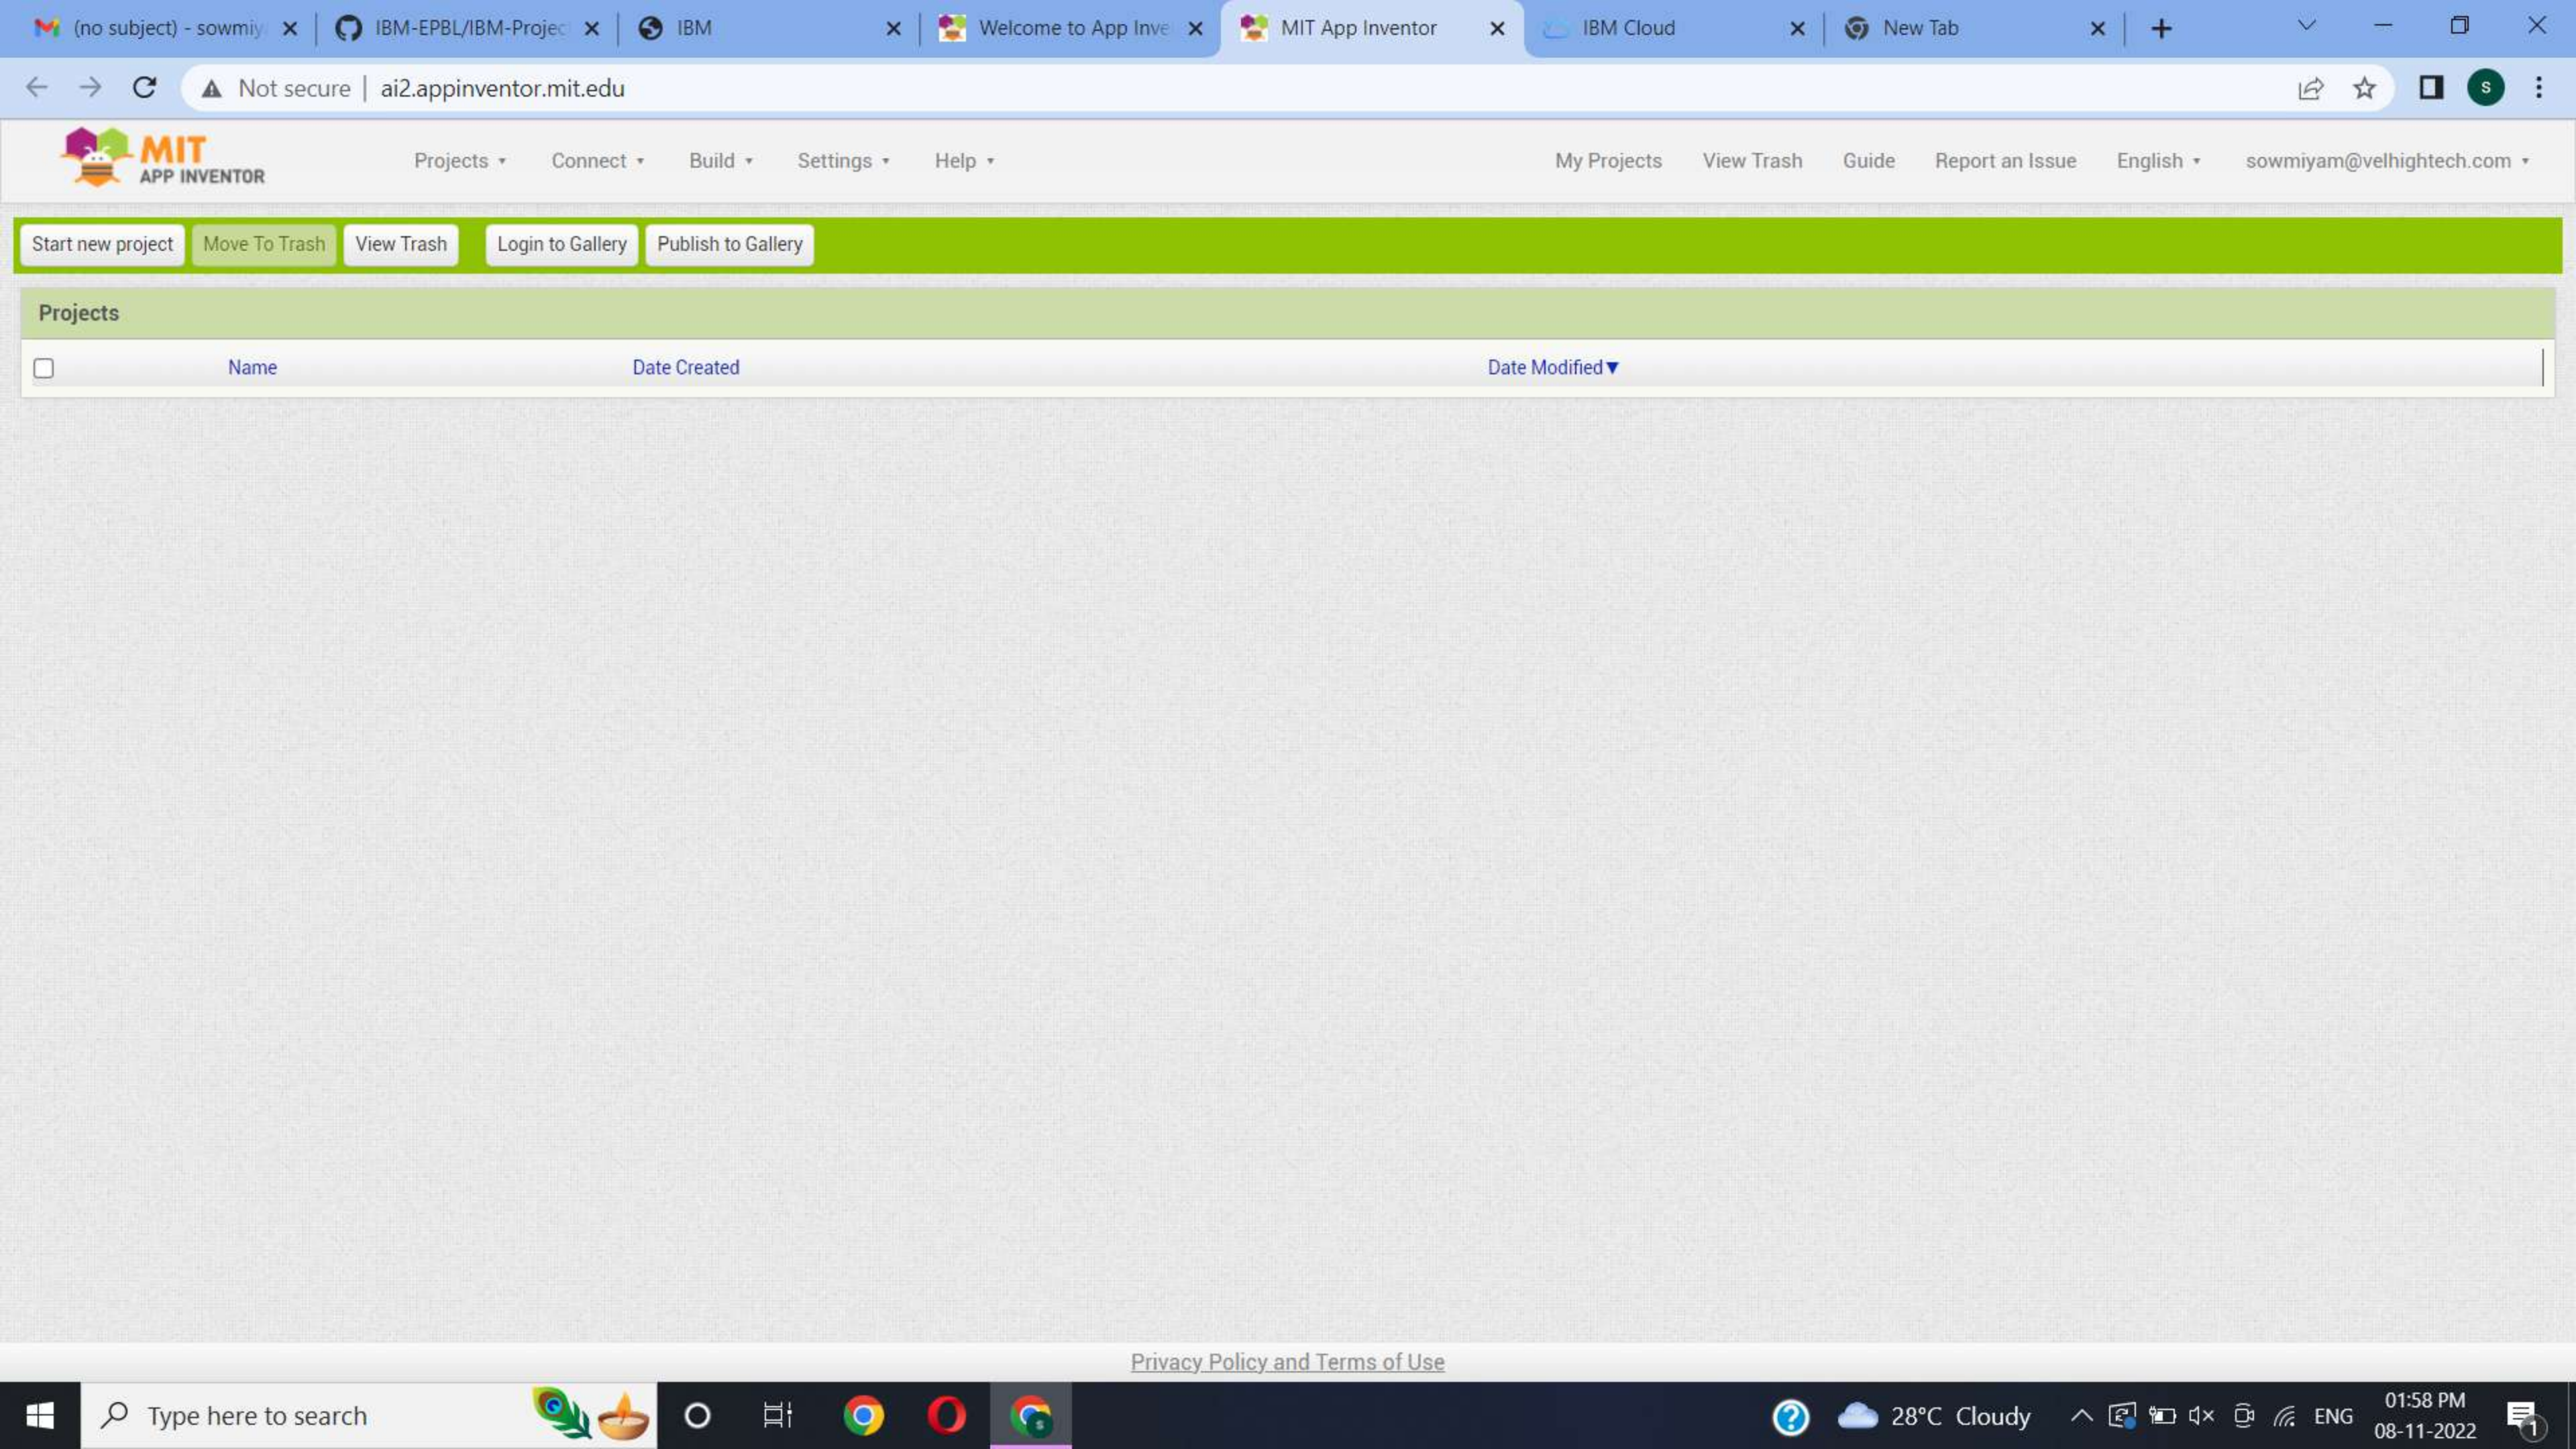 (no subject) - sowmiy
IBM-EPBL/IBM-Projec
IBM
Welcome to App Inve
MIT App Inventor
IBM Cloud
New Tab
Not secure | ai2.appinventor.mit.edu
S
MIT
APP INVENTOR
Projects
Connect
Build
Settings
Help
My Projects
View Trash
Guide
Report an Issue
English
sowmiyam@velhightech.com
Start new project
Move To Trash
View Trash
Login to Gallery
Publish to Gallery
Projects
Name
Date Created
Date Modified▼
Privacy Policy and Terms of Use
Type here to search
S
28°C Cloudy
ENG
01:58 PM
08-11-2022
1